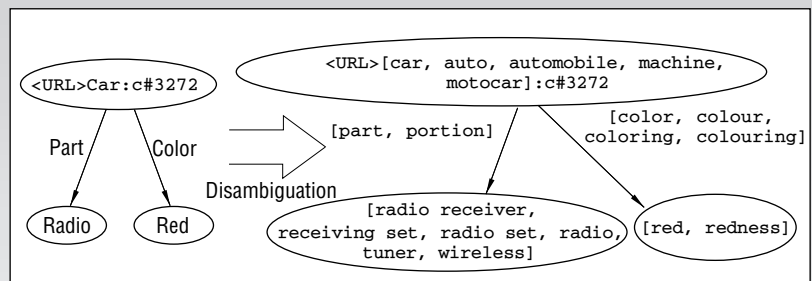 <URL>Car:c#3272
Part
Color
Radio
Red
Disambiguation
<URL>[car, auto, automobile, machine,
motocar]:c#3272
[part, portion]
[color, colour,
coloring, colouring]
[radio receiver,
receiving set, radio set, radio,
tuner, wireless]
[red, redness]